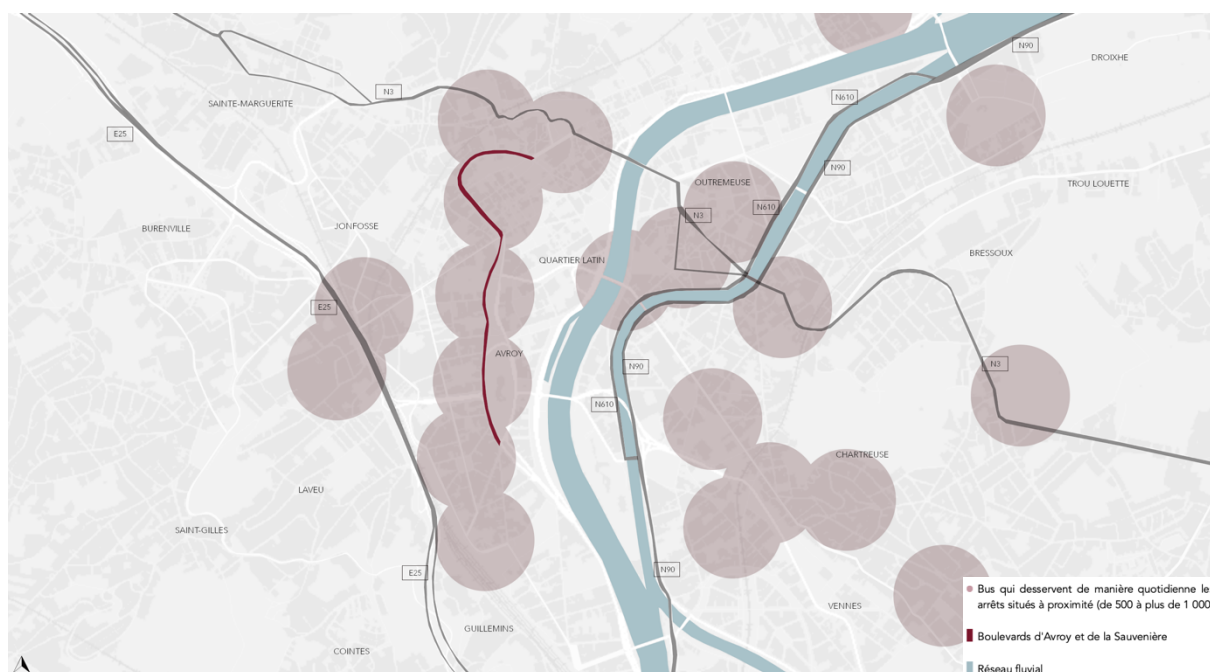 N90
DROIXHE
N3
N610
SAINTE-MARGUERITE
E25
N90
OUTREMEUSE
TROU LOUETTE
N610
N3
BURENVILLE
JONFOSSE
BRESSOUX
QUARTIER LATIN
E25
AVROY
N90
N3
N610
CHARTREUSE
LAVEU
SAINT-GILLES
N90
E25
VENNES
GUILLEMINS
COINTES
Bus qui desservent de manière quotidienne le
arrêts situés à proximité (de 500 à plus de 1 000
Boulevards d'Avroy et de la Sauvenière
Réseau fluvial